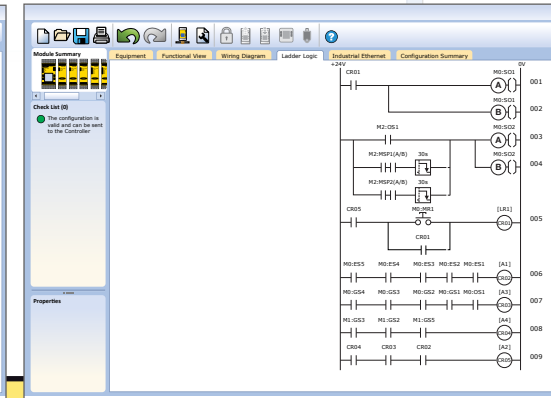 Module Summary
Equipment Functional View Wiring Diagram Ladder Logic Industrial Ethernet Configuration Summary
+24V 0V
CR01 M0:SO1
A 001
M0:SO1
B 002
Check List (0)
The configuration is
valid and can be sent
to the Controller
M2:OS1 M0:SO2
A 003
M2:MSP1(A/B) 30s M0:SO2
B 004
M2:MSP2(A/B) 30s
CR05 M0:MR1 [LR1]
CR01 005
CR01
M0:ES5 M0:ES4 M0:ES3 M0:ES2 M0:ES1 [A1]
CR02 006
Properties
M0:GS4 M0:GS3 M0:GS2 M0:GS1 M0:OS1 [A3]
CR03 007
M1:GS3 M1:GS2 M1:GS5 [A4]
CR04 008
CR04 CR03 CR02 [A2]
CR05 009